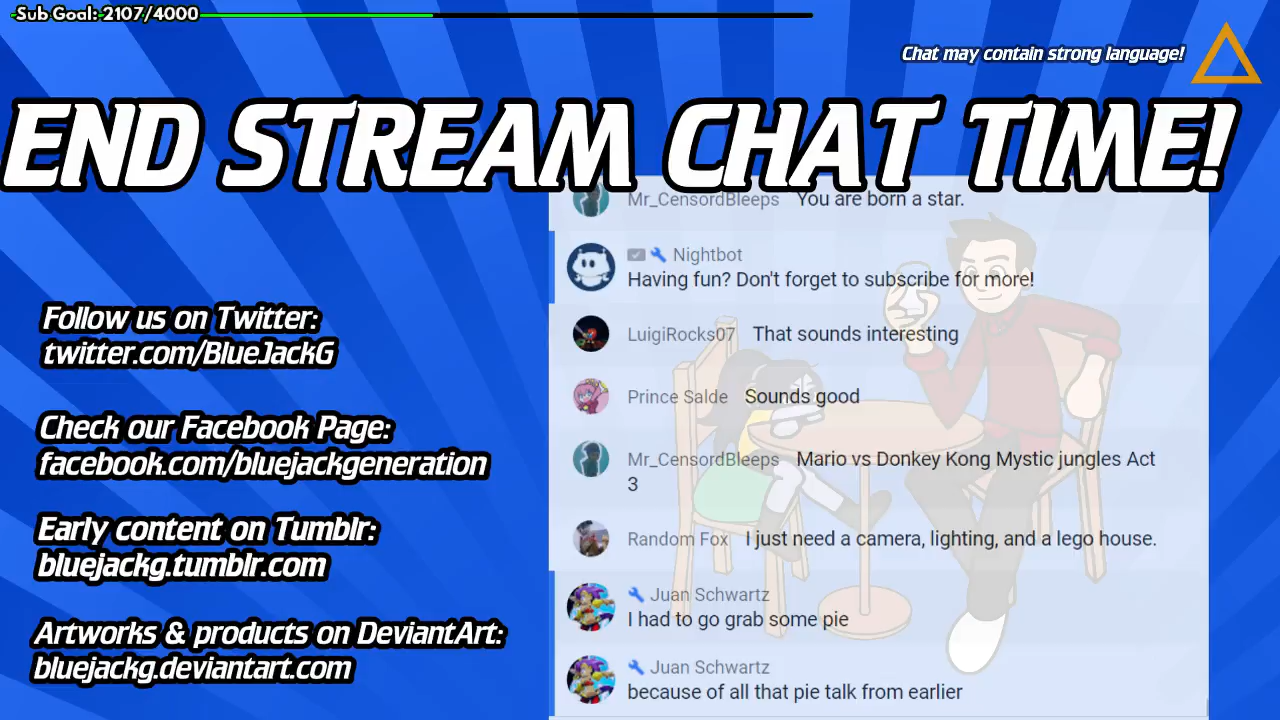 Sub Goal: 2107/4000
Chat may contain strong language!
END STREAM CHAT TIME!
Follow us on Twitter:
twitter.com/BlueJackG
Check our Facebook Page:
facebook.com/bluejackgeneration
Early content on Tumblr:
bluejackg.tumblr.com
Artworks & products on DeviantArt:
bluejackg.deviantart.com
Mr_CensordBleeps You are born a star.
Nightbot
Having fun? Don't forget to subscribe for more!
LuigiRocks07 That sounds interesting
Prince Salde Sounds good
Mr_CensordBleeps Mario vs Donkey Kong Mystic jungles Act
3
Random Fox I just need a camera, lighting, and a lego house.
Juan Schwartz
I had to go grab some pie
Juan Schwartz
because of all that pie talk from earlier